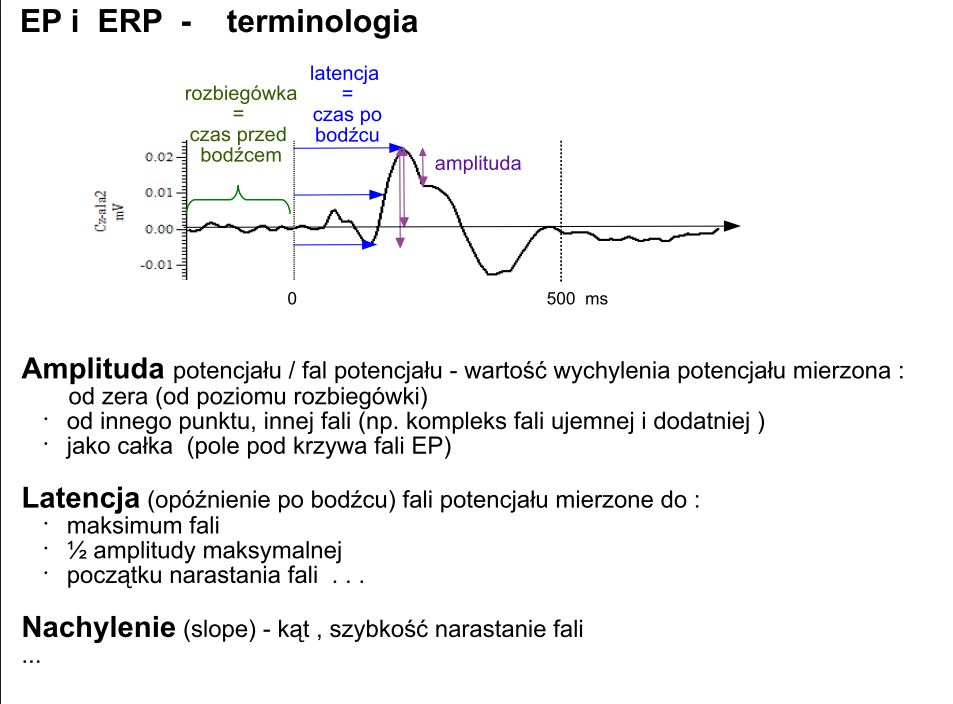 EP i ERP - terminologia
latencja
=
czas po
bodźcu
rozbiegówka
=
czas przed
bodźcem
amplituda
0.02
0.01
0.00
-0.01
Cz-ala2
mV
0
500 ms
Amplituda potencjału / fal potencjału - wartość wychylenia potencjału mierzona :
od zera (od poziomu rozbiegówki)
· od innego punktu, innej fali (np. kompleks fali ujemnej i dodatniej )
· jako całka (pole pod krzywa fali EP)
Latencja (opóźnienie po bodźcu) fali potencjału mierzone do :
· maksimum fali
· ½ amplitudy maksymalnej
· początku narastania fali . . .
Nachylenie (slope) - kąt , szybkość narastanie fali
...